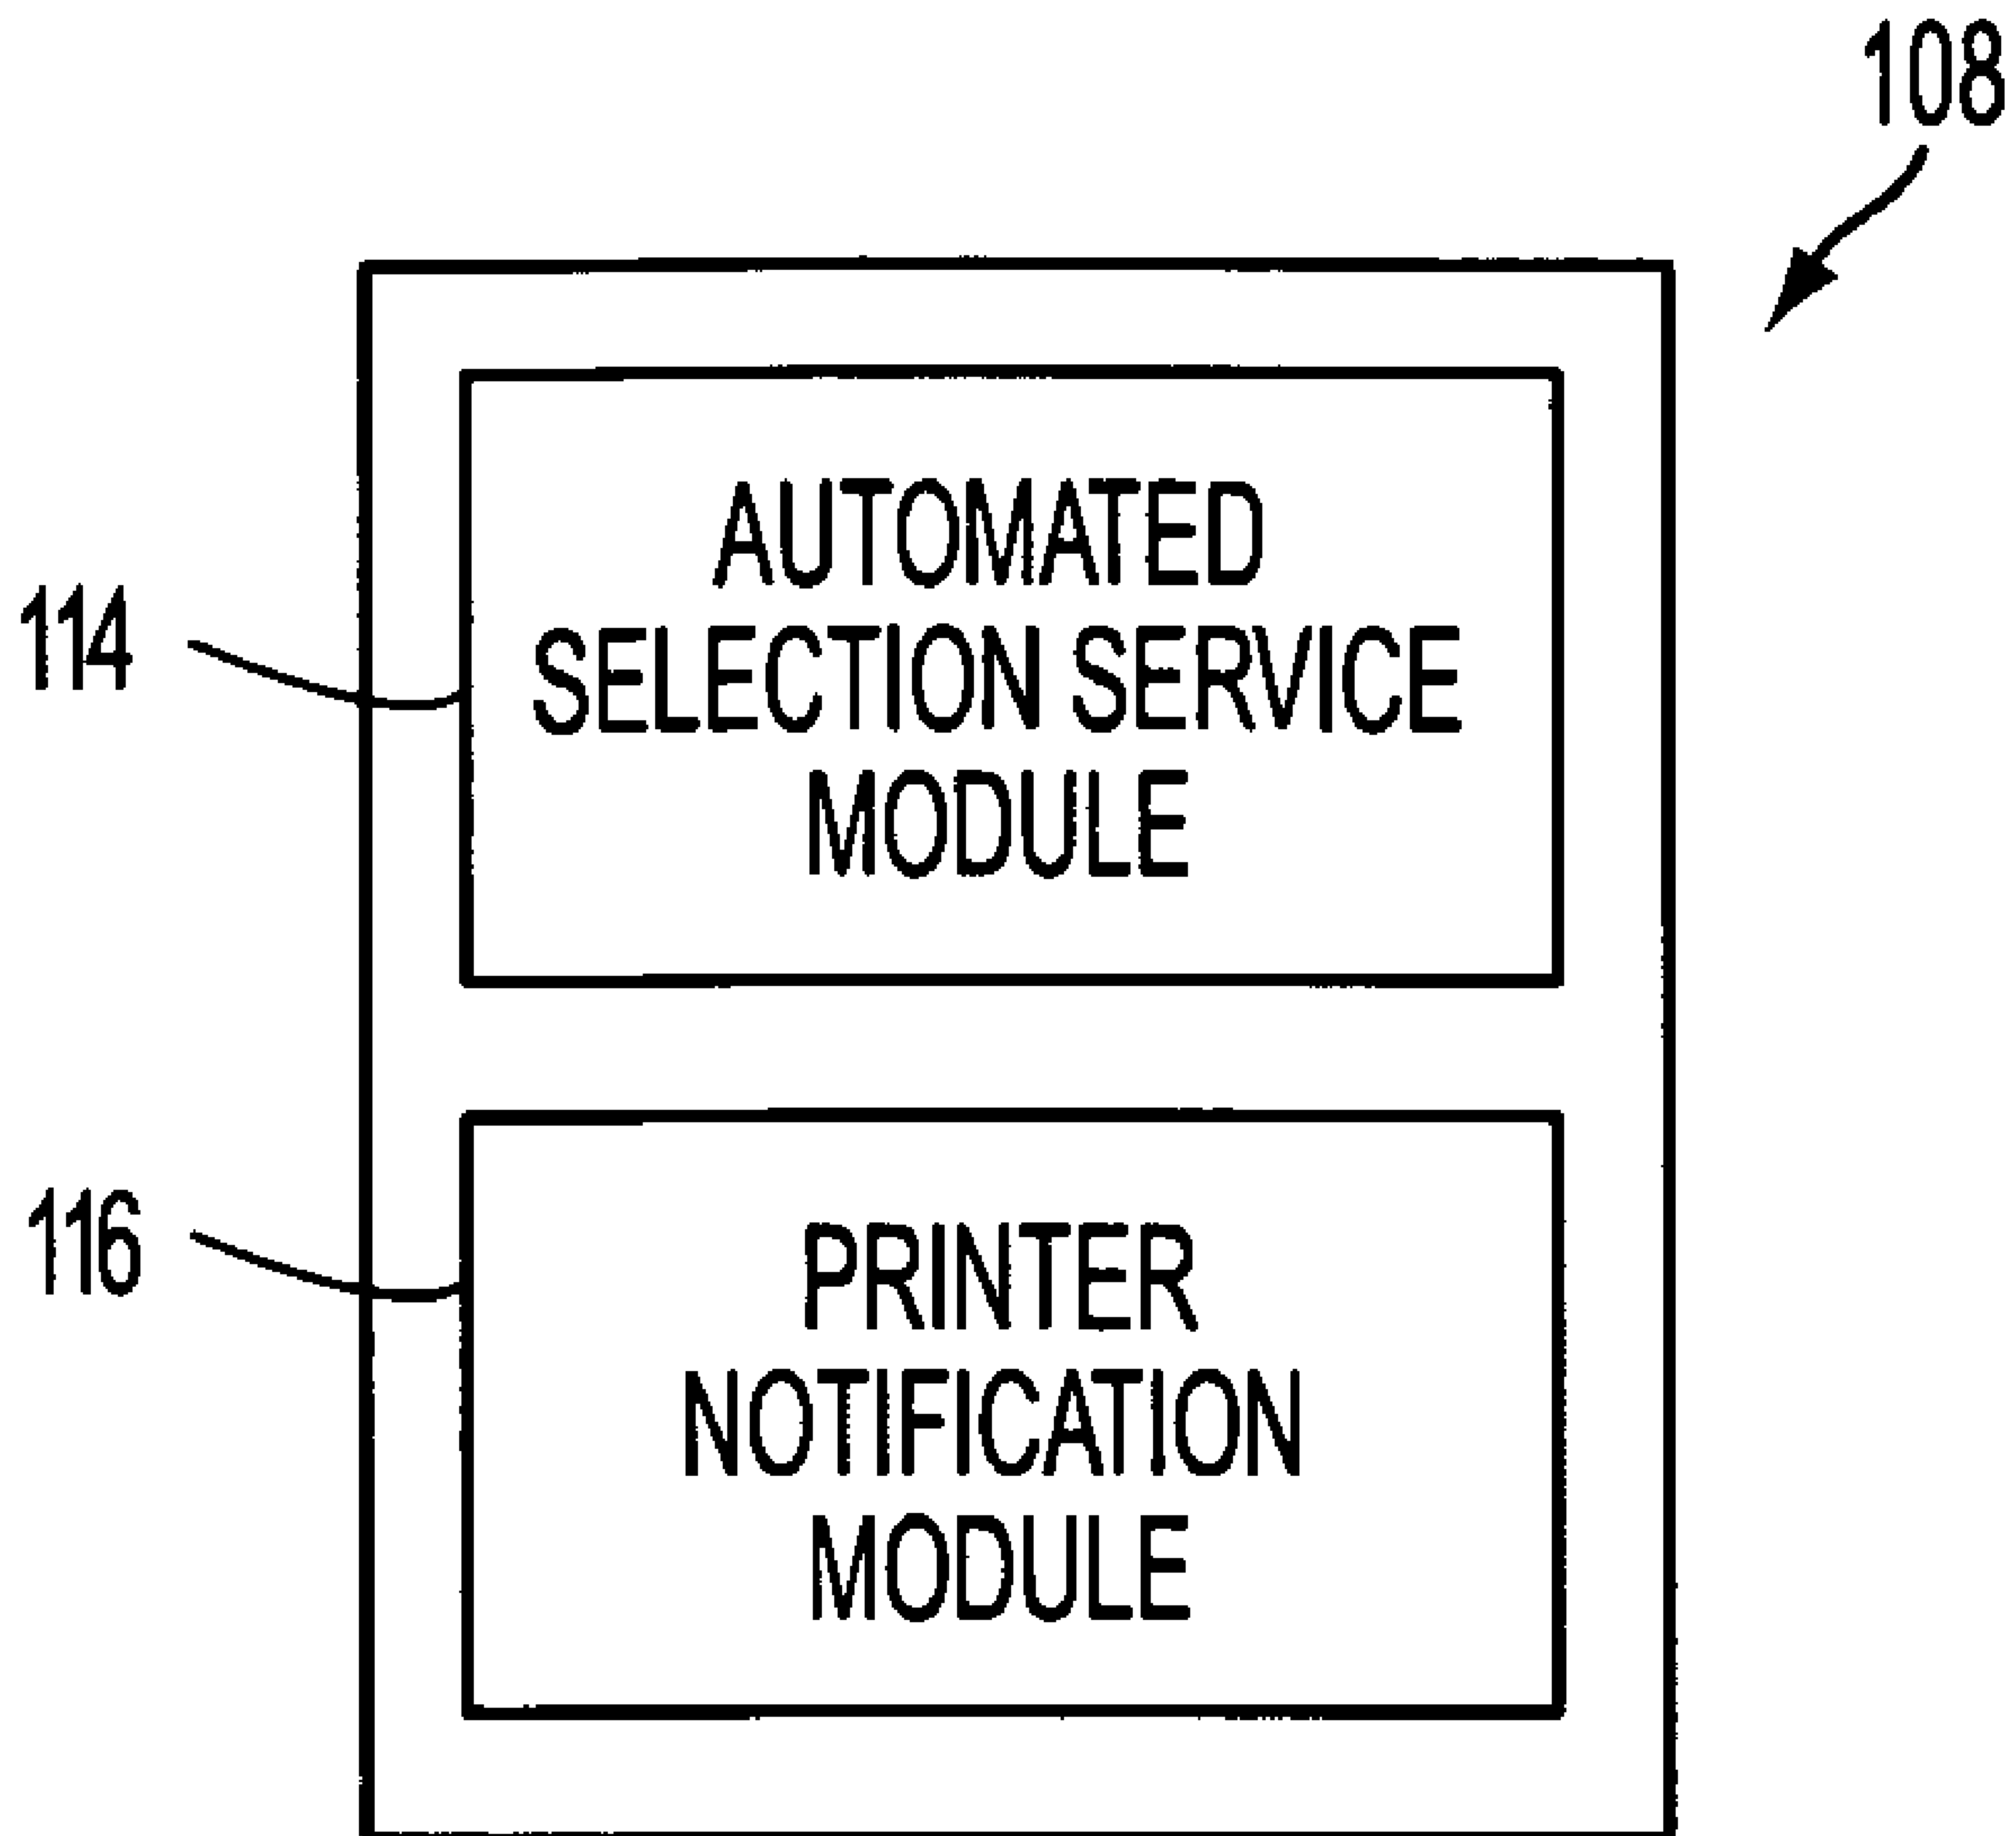 108
AUTOMATED
SELECTION SERVICE
MODULE
114
PRINTER
NOTIFICATION
MODULE
116